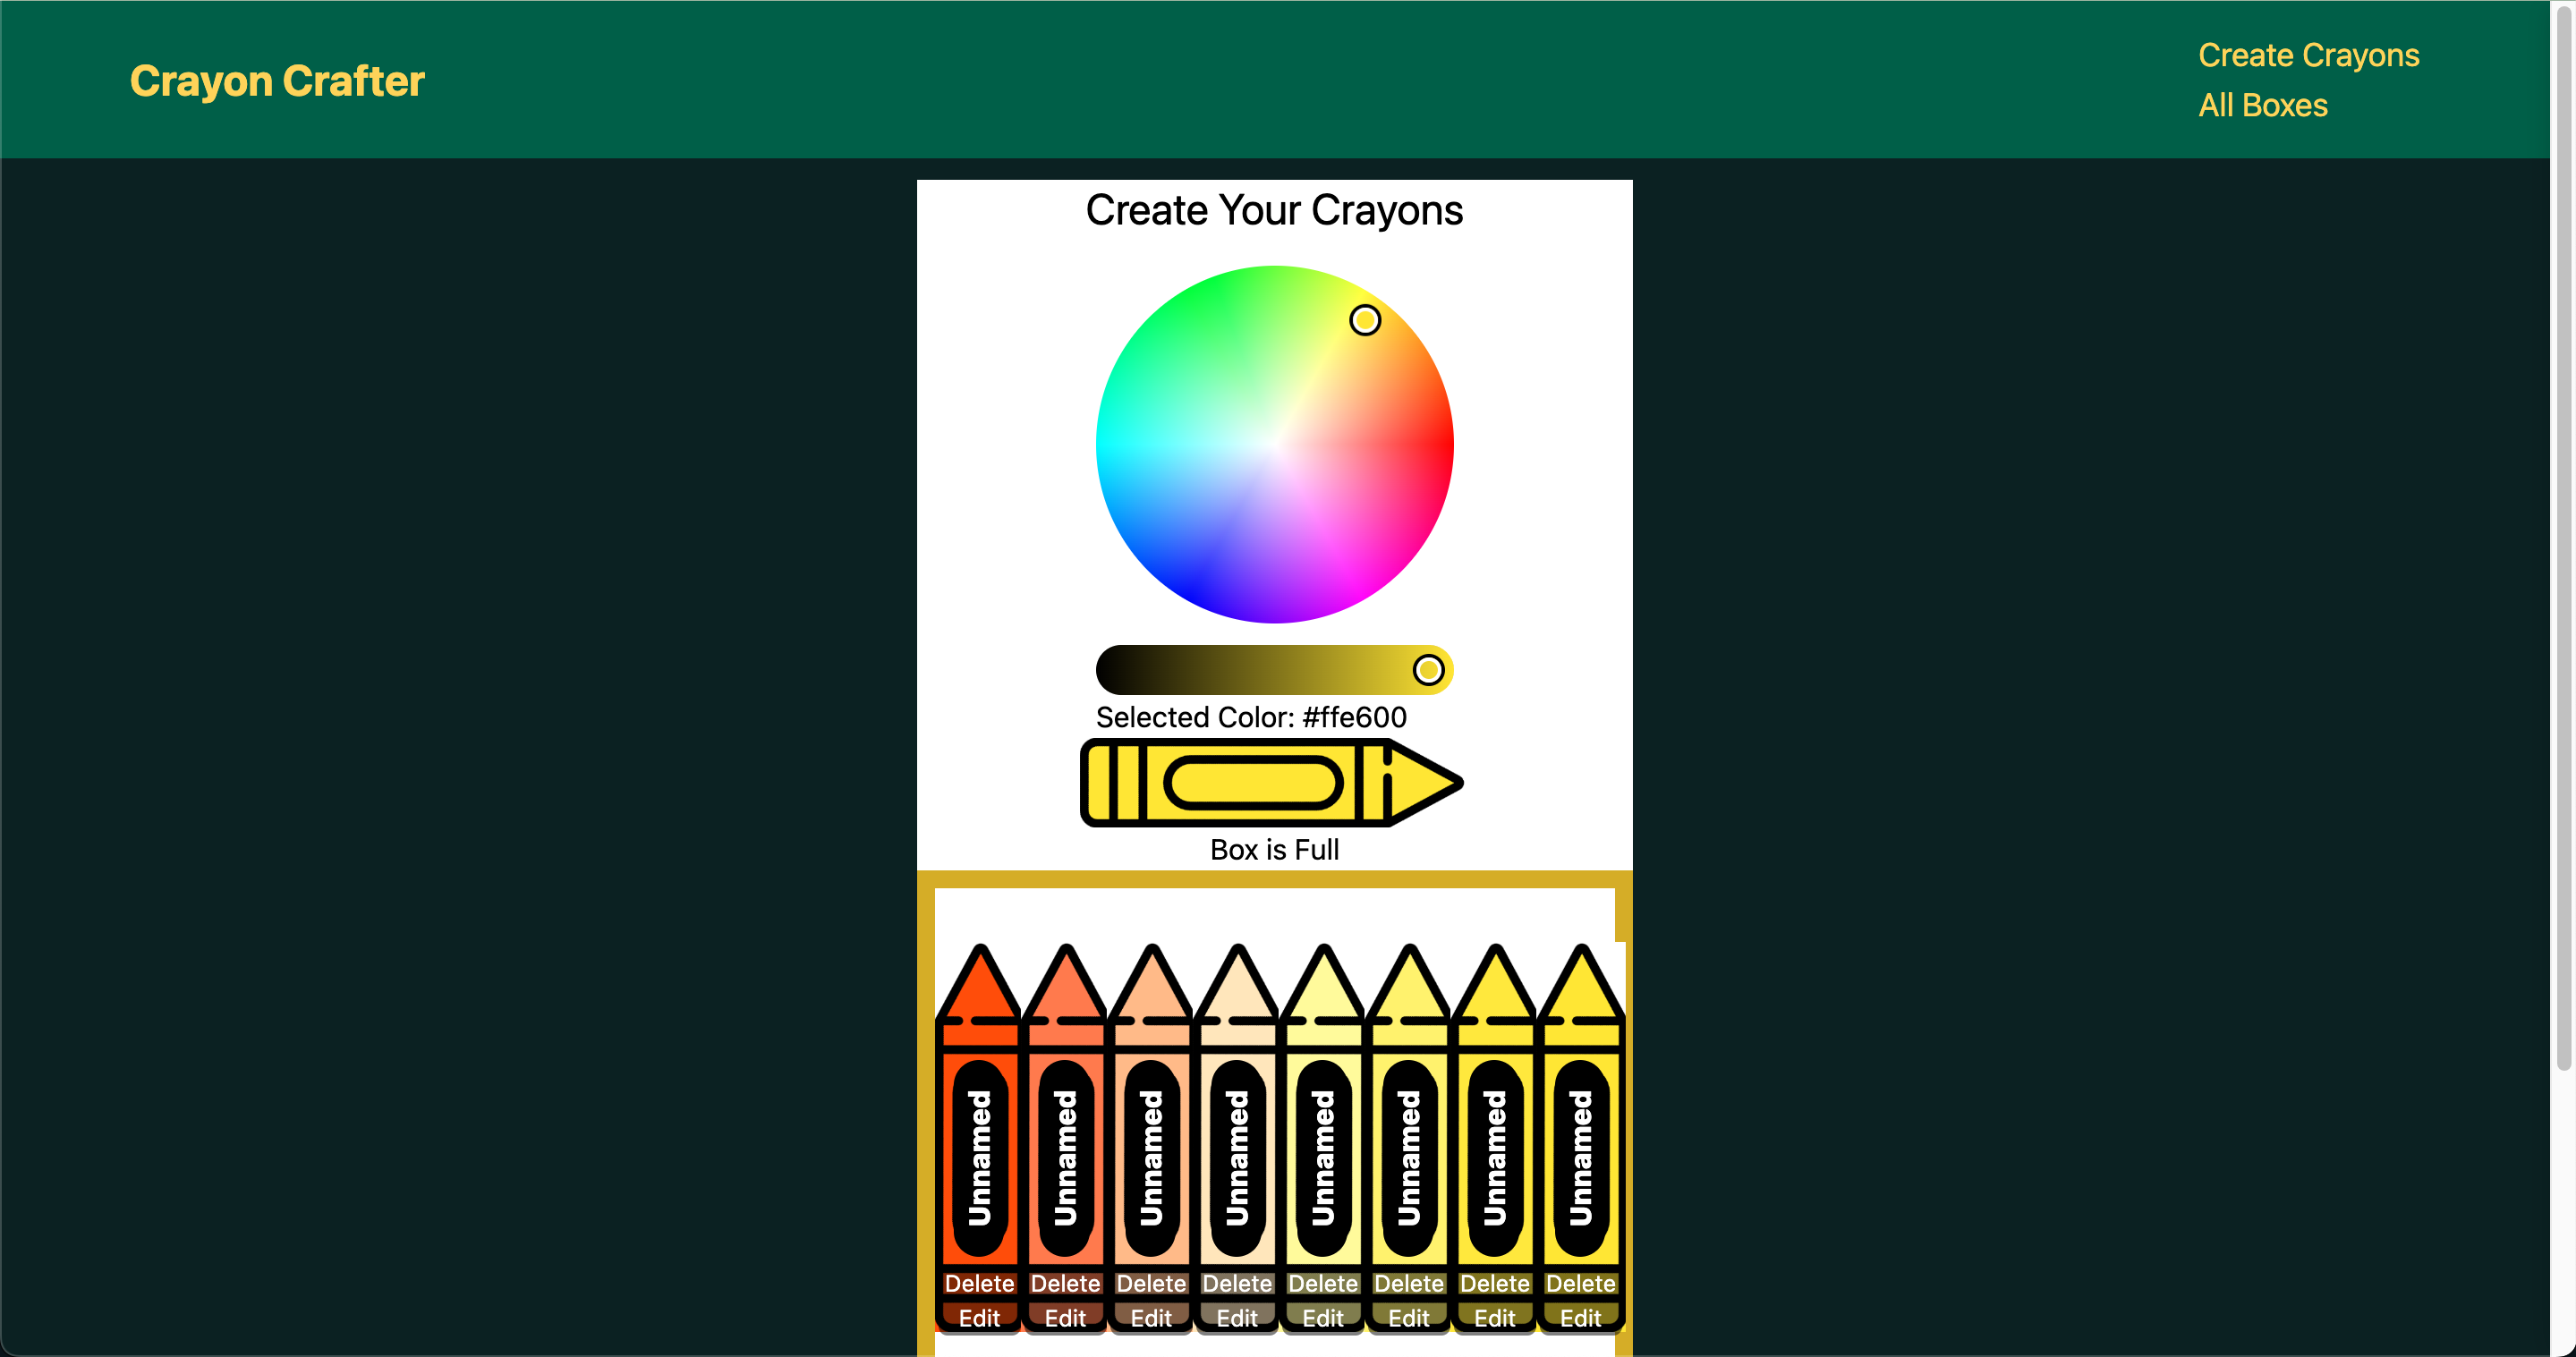 Crayon Crafter
Create Crayons
All Boxes
Create Your Crayons
Selected Color: #ffe600
Box is Full
Unnamed Unnamed Unnamed Unnamed Unnamed Unnamed Unnamed Unnamed
Delete Delete Delete Delete Delete Delete Delete Delete
Edit Edit Edit Edit Edit Edit Edit Edit